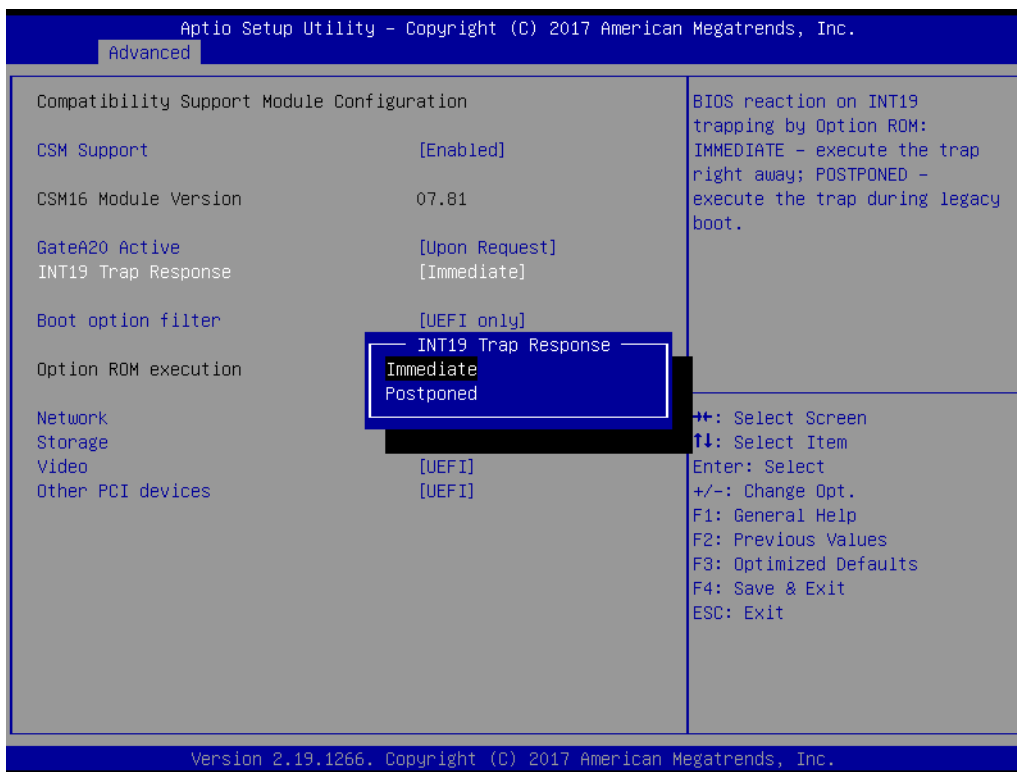 Aptio Setup Utility – Copyright (C) 2017 American Megatrends, Inc.
Advanced
Compatibility Support Module Configuration
CSM Support [Enabled]
CSM16 Module Version 07.81
GateA20 Active [Upon Request]
INT19 Trap Response [Immediate]
Boot option filter [UEFI only]
INT19 Trap Response
Immediate
Postponed
Option ROM execution
Network
Storage
Video [UEFI]
Other PCI devices [UEFI]
BIOS reaction on INT19
trapping by Option ROM:
IMMEDIATE – execute the trap
right away; POSTPONED –
execute the trap during legacy
boot.
→←: Select Screen
↑↓: Select Item
Enter: Select
+/–: Change Opt.
F1: General Help
F2: Previous Values
F3: Optimized Defaults
F4: Save & Exit
ESC: Exit
Version 2.19.1266. Copyright (C) 2017 American Megatrends, Inc.